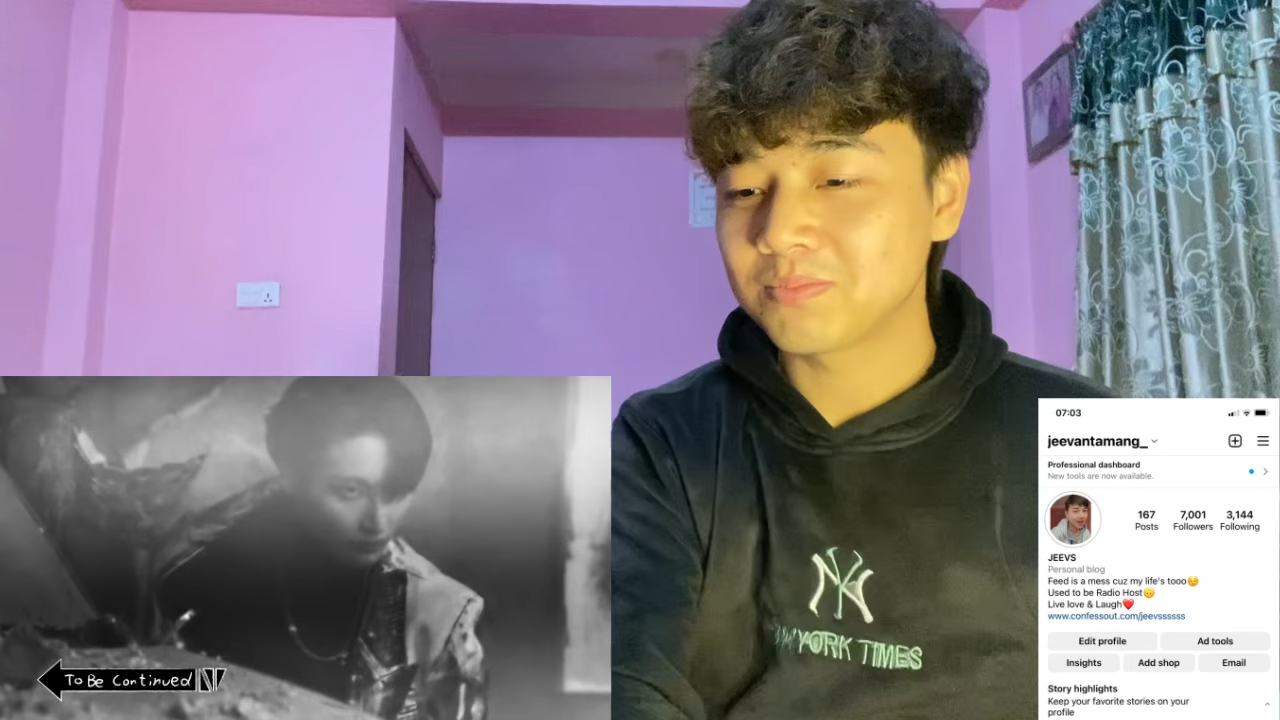 To Be Continued
NY
YORK TIMES
07:03
jeevantamang_
Professional dashboard
New tools are now available.
167 7,001 3,144
Posts Followers Following
JEEVS
Personal blog
Feed is a mess cuz my life's tooo😌
Used to be Radio Host🙃
Live love & Laugh❤️
www.confessout.com/jeevssssss
Edit profile Ad tools
Insights Add shop Email
Story highlights
Keep your favorite stories on your
profile